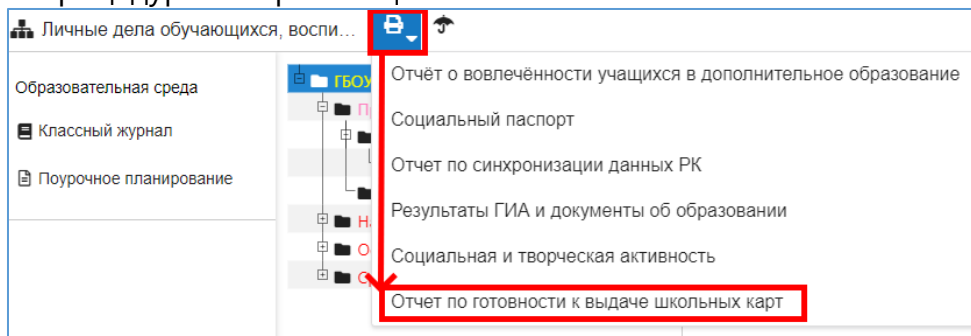 Личные дела обучающихся, воспи...
Образовательная среда
Классный журнал
Поурочное планирование
ГБОУ
Отчёт о вовлечённости учащихся в дополнительное образование
Социальный паспорт
Отчет по синхронизации данных РК
Результаты ГИА и документы об образовании
Социальная и творческая активность
Отчет по готовности к выдаче школьных карт